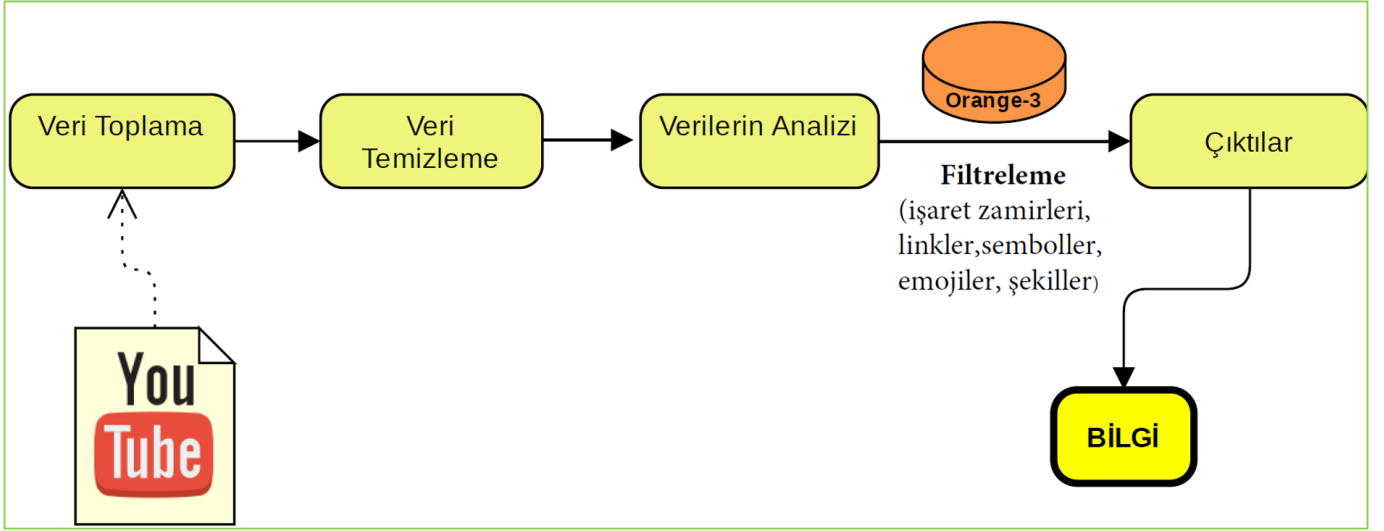 Veri Toplama
Veri
Temizleme
Verilerin Analizi
Orange-3
Filtreleme
(işaret zamirleri,
linkler,semboller,
emojiler, şekiller)
Çıktılar
You
Tube
BİLGİ